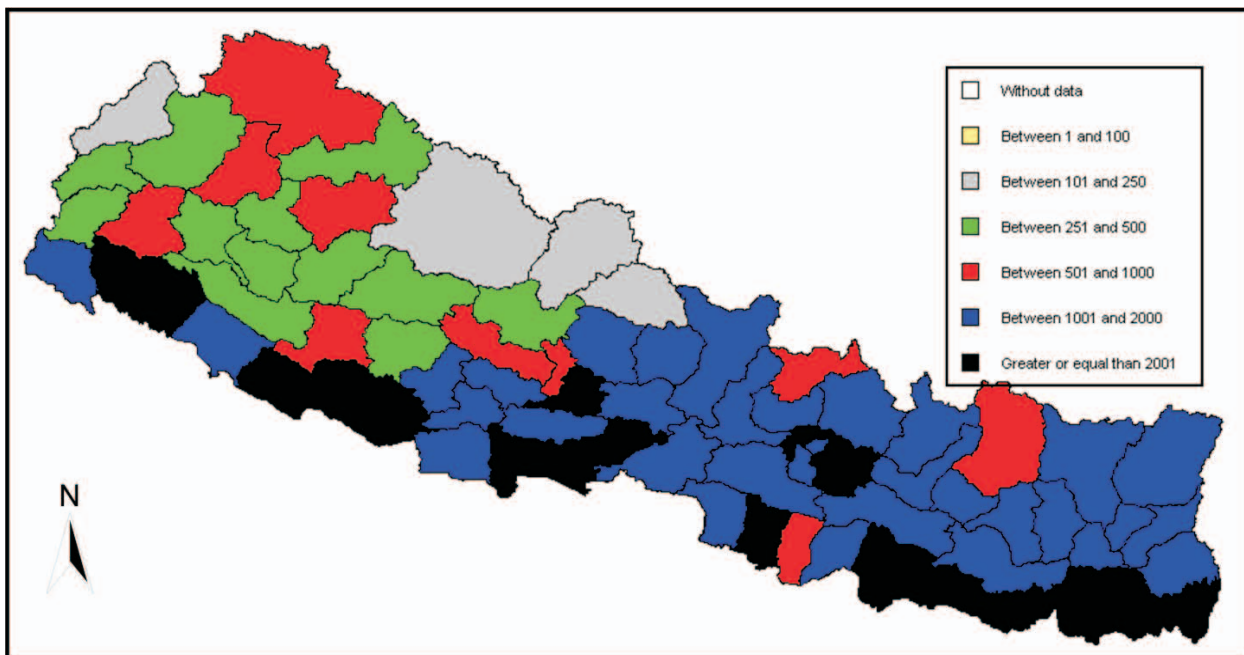 Without data
Between 1 and 100
Between 101 and 250
Between 251 and 500
Between 501 and 1000
Between 1001 and 2000
Greater or equal than 2001
N